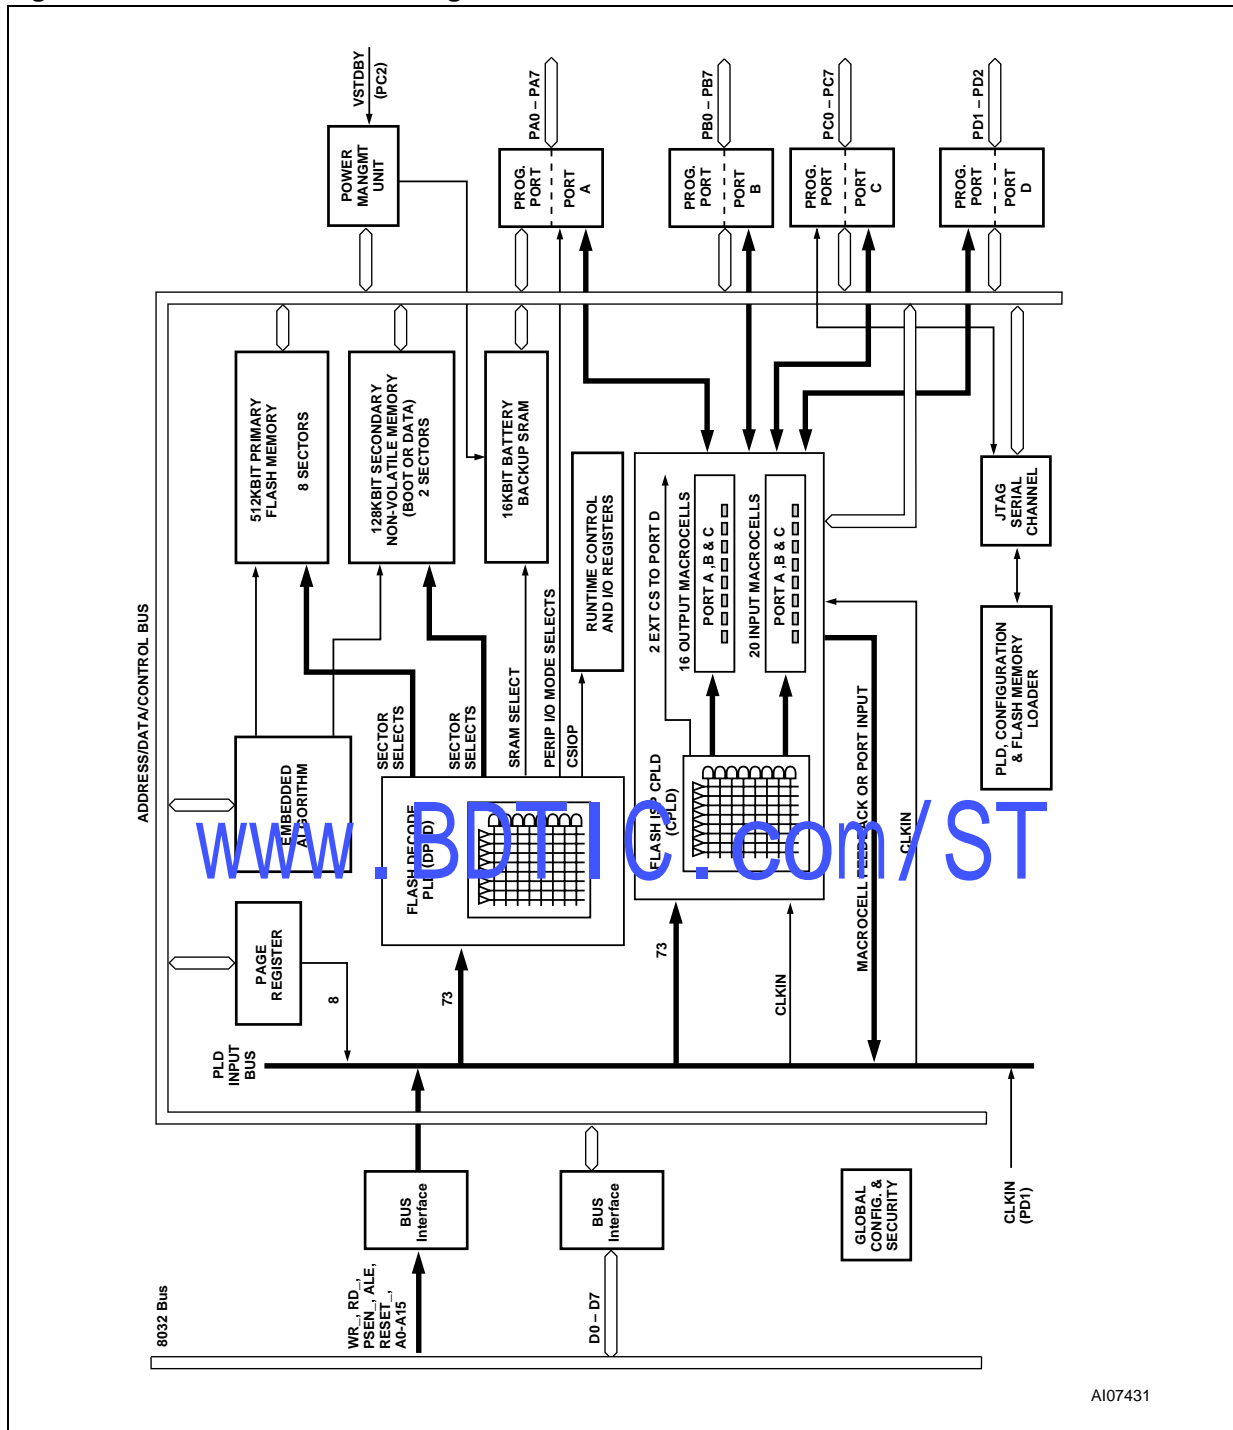 8032 Bus
WR_, RD_,
PSEN_, ALE,
RESET_,
A0-A15
D0 – D7
BUS
Interface
BUS
Interface
GLOBAL
CONFIG. &
SECURITY
CLKIN
(PD1)
ADDRESS/DATA/CONTROL BUS
PLD
INPUT
BUS
PAGE
REGISTER
8
73
73
CLKIN
EMBEDDED
ALGORITHM
FLASH DECODE
PLD (DPLD)
FLASH ISP CPLD
(CPLD)
MACROCELL FEEDBACK OR PORT INPUT
CLKIN
SECTOR
SELECTS
SECTOR
SELECTS
SRAM SELECT
PERIP I/O MODE SELECTS
CSIOP
512KBIT PRIMARY
FLASH MEMORY
8 SECTORS
128KBIT SECONDARY
NON-VOLATILE MEMORY
(BOOT OR DATA)
2 SECTORS
16KBIT BATTERY
BACKUP SRAM
RUNTIME CONTROL
AND I/O REGISTERS
2 EXT CS TO PORT D
16 OUTPUT MACROCELLS
PORT A ,B & C
20 INPUT MACROCELLS
PORT A ,B & C
PLD, CONFIGURATION
& FLASH MEMORY
LOADER
JTAG
SERIAL
CHANNEL
VSTDBY
(PC2)
POWER
MANGMT
UNIT
PA0 – PA7
PROG.
PORT
PORT
A
PB0 – PB7
PROG.
PORT
PORT
B
PC0 – PC7
PROG.
PORT
PORT
C
PD1 – PD2
PROG.
PORT
PORT
D
www.BDTIC.com/ST
AI07431